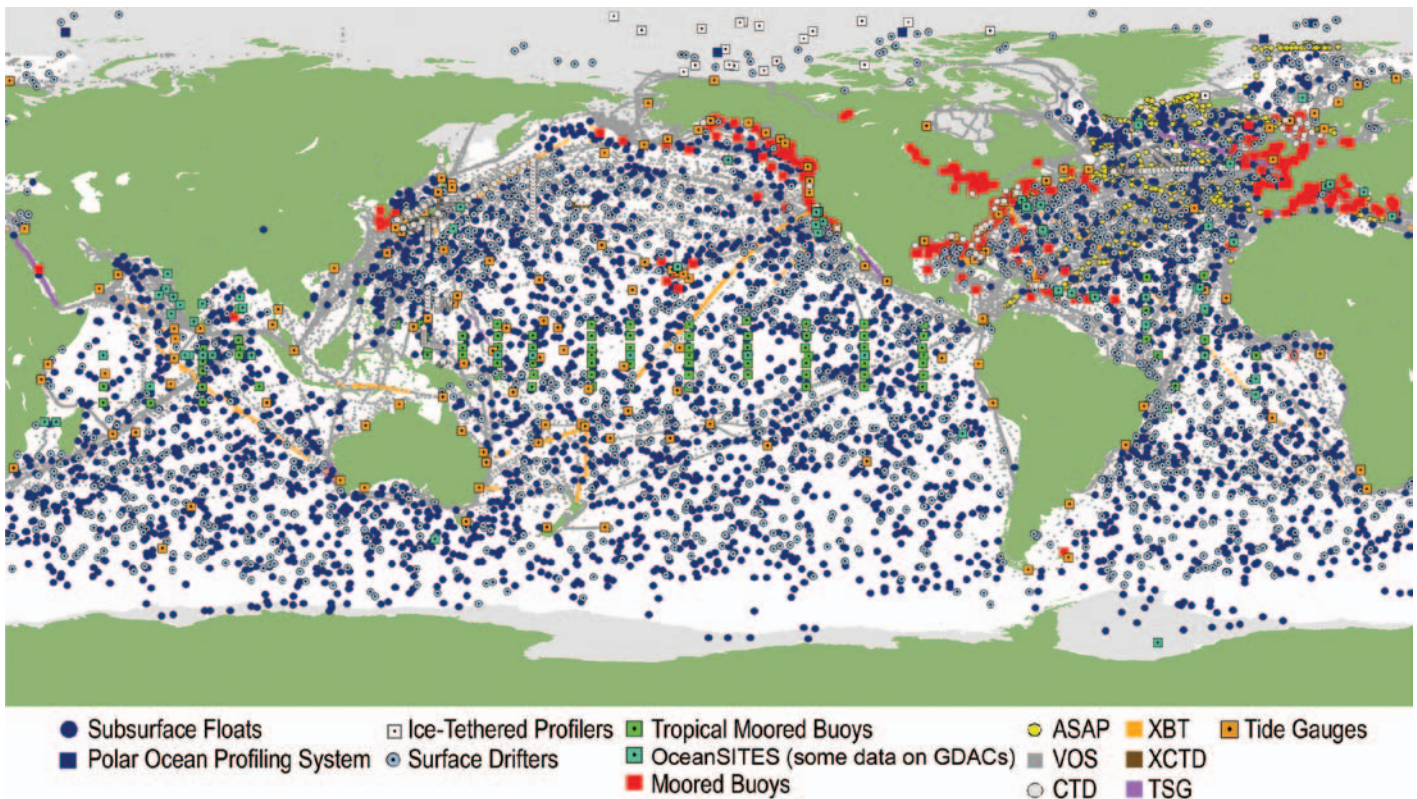 Subsurface Floats
Polar Ocean Profiling System
Ice-Tethered Profilers
Surface Drifters
Tropical Moored Buoys
OceanSITES (some data on GDACs)
Moored Buoys
ASAP
VOS
CTD
XBT
XCTD
TSG
Tide Gauges